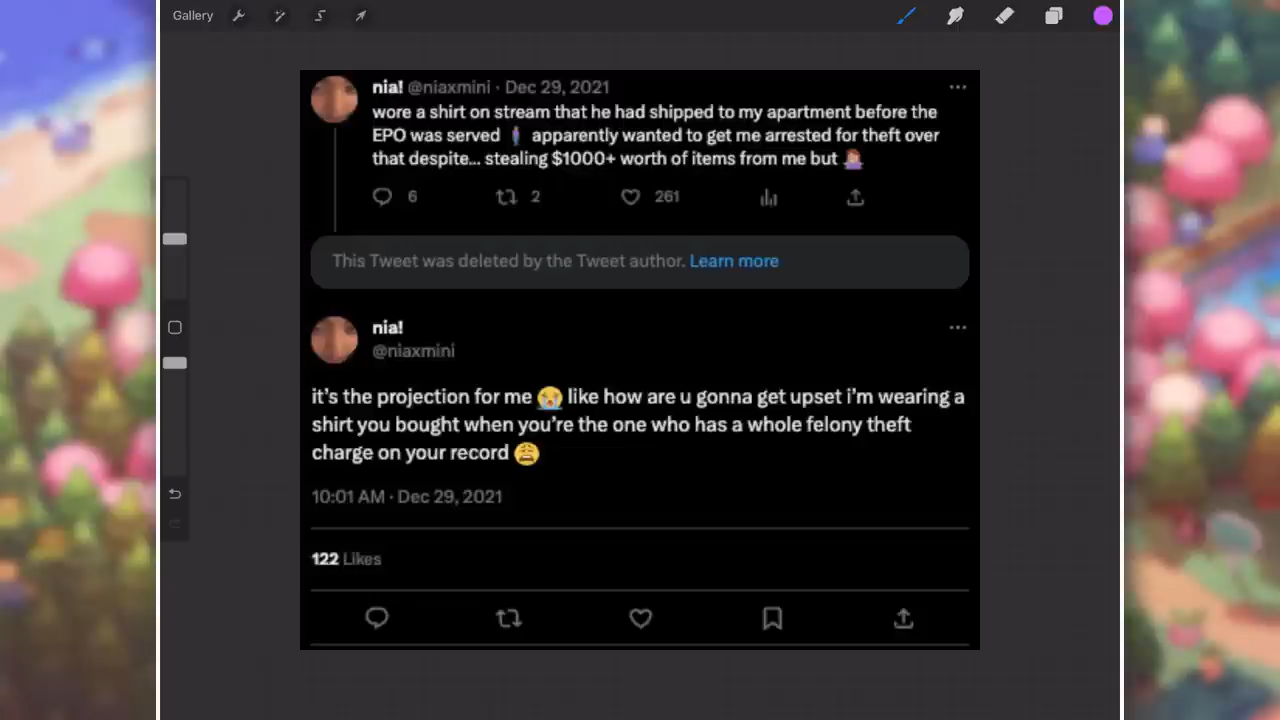 Gallery
nia! @niaxmini · Dec 29, 2021
wore a shirt on stream that he had shipped to my apartment before the
EPO was served 🧍 apparently wanted to get me arrested for theft over
that despite... stealing $1000+ worth of items from me but 🤷
6 2 261
This Tweet was deleted by the Tweet author. Learn more
nia!
@niaxmini
it's the projection for me 😭 like how are u gonna get upset i'm wearing a
shirt you bought when you're the one who has a whole felony theft
charge on your record 😩
10:01 AM · Dec 29, 2021
122 Likes